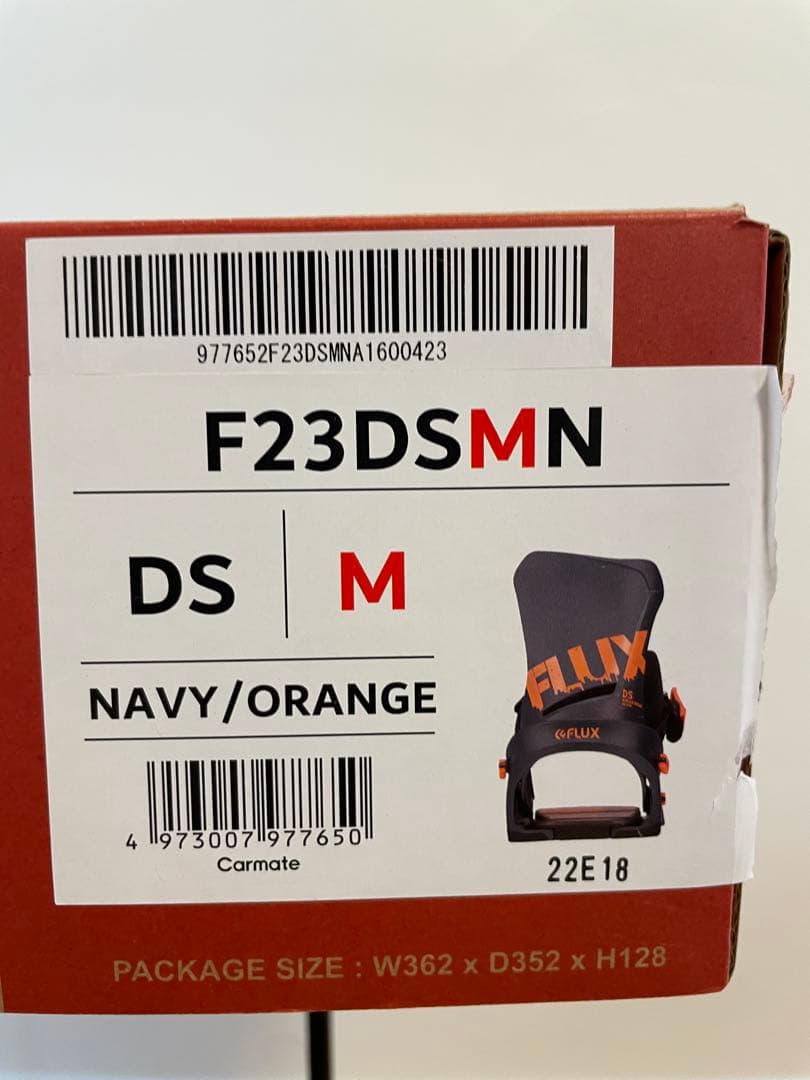 977652F23DSMNA1600423
F23DSMN
DS M
NAVY/ORANGE
FLUX
DS
FLUX
4 973007 977650
Carmate
22E18
PACKAGE SIZE : W362 x D352 x H128